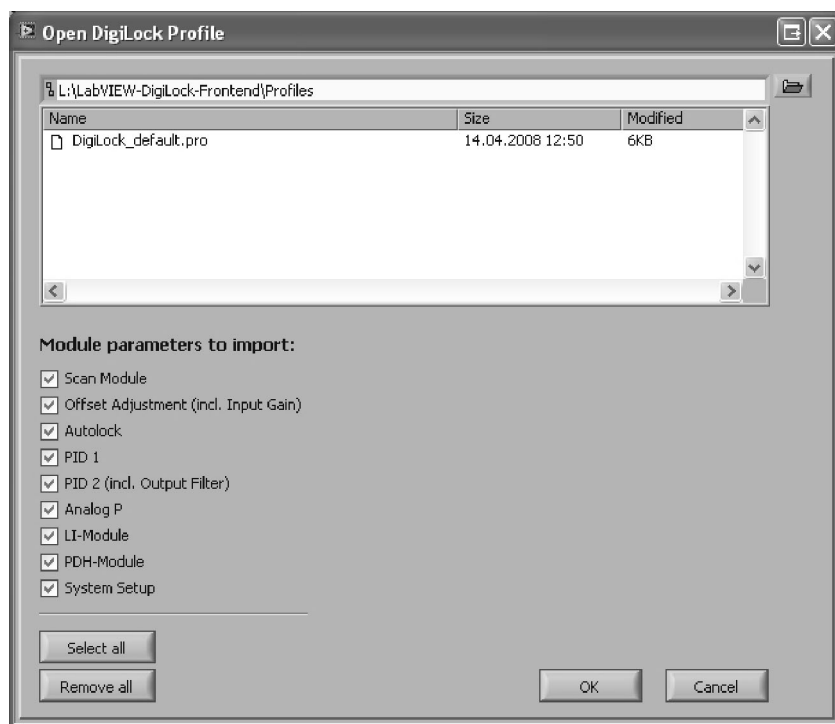 Open DigiLock Profile
L:\LabVIEW-DigiLock-Frontend\Profiles
Name Size Modified
DigiLock_default.pro 14.04.2008 12:50 6KB
Module parameters to import:
Scan Module
Offset Adjustment (incl. Input Gain)
Autolock
PID 1
PID 2 (incl. Output Filter)
Analog P
LI-Module
PDH-Module
System Setup
Select all
Remove all OK Cancel